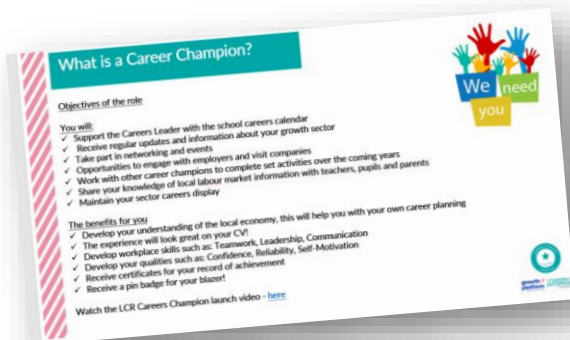 What is a Career Champion?
We need
you
Objectives of the role
You will:
✓ Support the Careers Leader with the school careers calendar
✓ Receive regular updates and information about your growth sector
✓ Take part in networking and events
✓ Opportunities to engage with employers and visit companies
✓ Work with other career champions to complete set activities over the coming years
✓ Share your knowledge of local labour market information with teachers, pupils and parents
✓ Maintain your sector careers display
The benefits for you
✓ Develop your understanding of the local economy, this will help you with your own career planning
✓ The experience will look great on your CV!
✓ Develop workplace skills such as: Teamwork, Leadership, Communication
✓ Develop your qualities such as: Confidence, Reliability, Self-Motivation
✓ Receive certificates for your record of achievement
✓ Receive a pin badge for your blazer!
Watch the LCR Careers Champion launch video - here
growth
platform